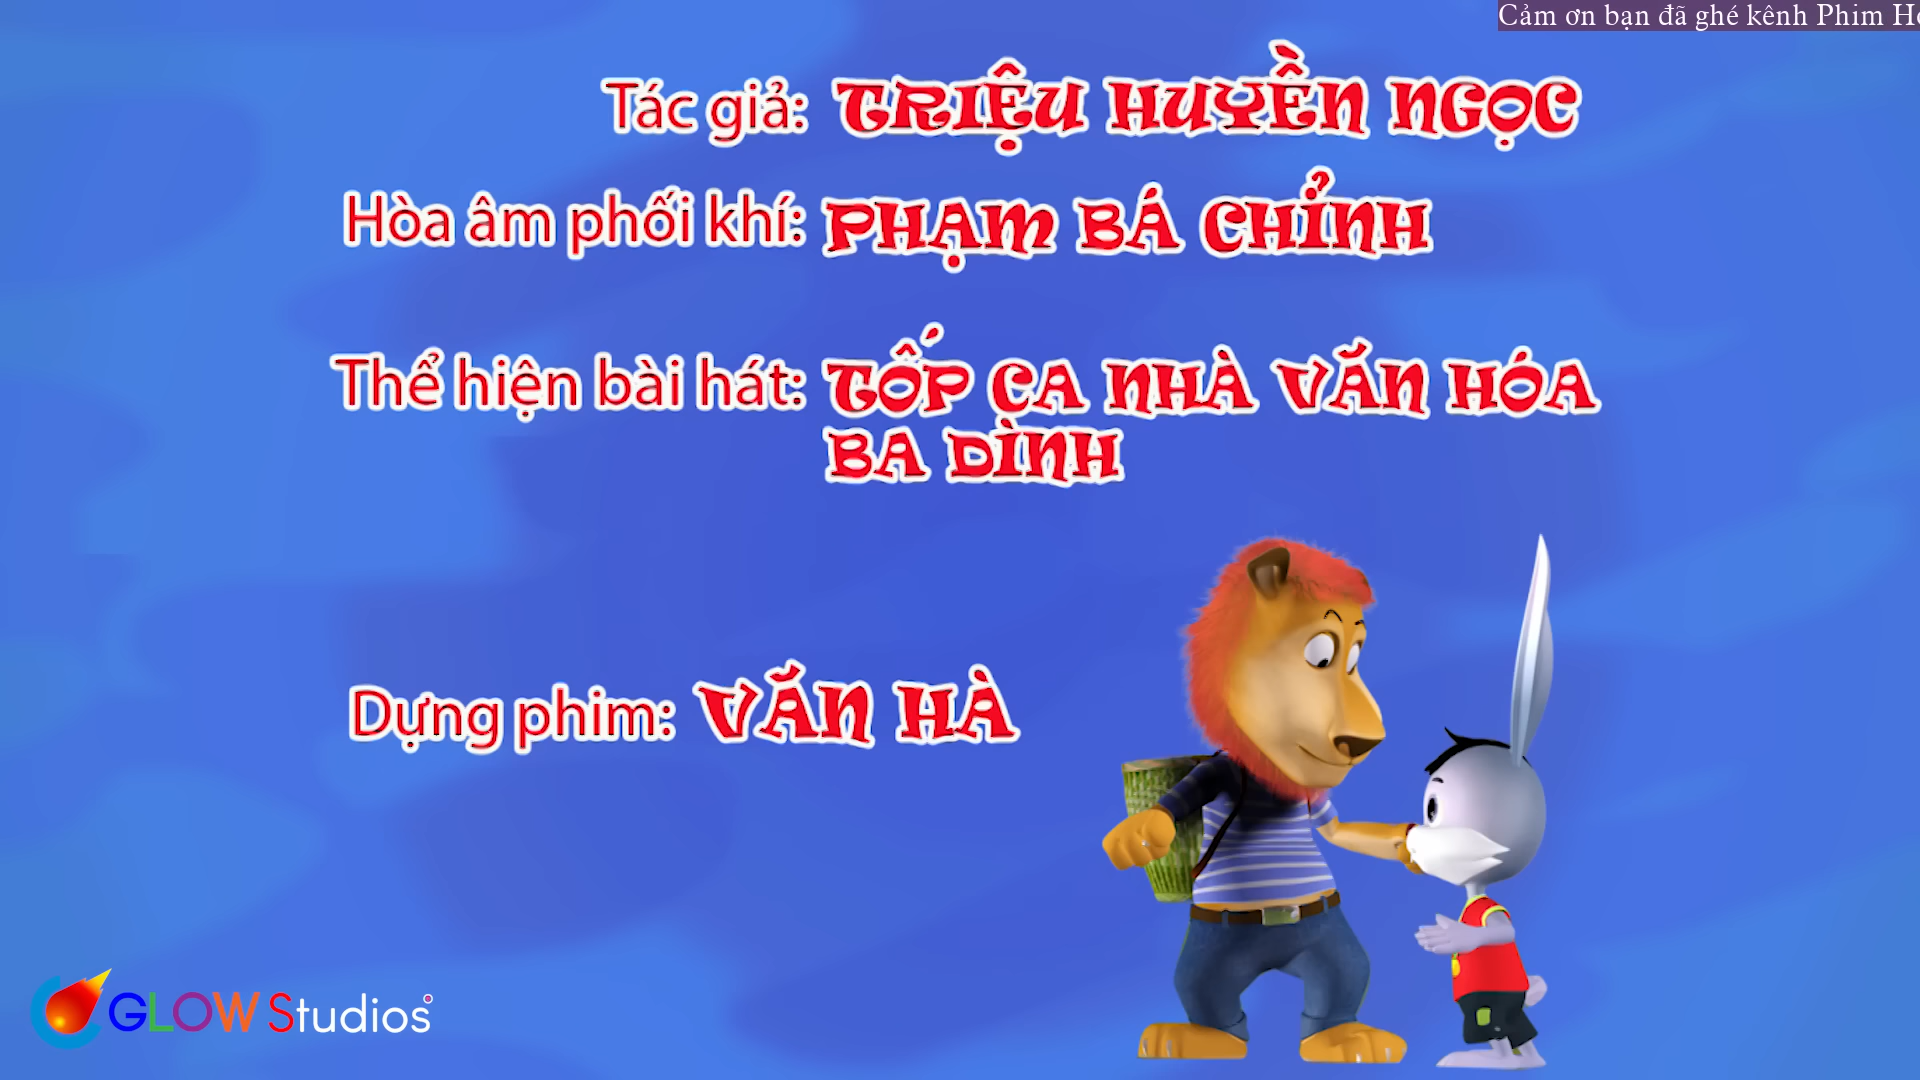 Cảm ơn bạn đã ghé kênh Phim
Tác giả: TRIỆU HUYỀN NGỌC
Hòa âm phối khí: PHẠM BÁ CHỈNH
Thể hiện bài hát: TỐP CA NHÀ VĂN HÓA
BA DÌNH
Dựng phim: VĂN HÀ
GLOW Studios